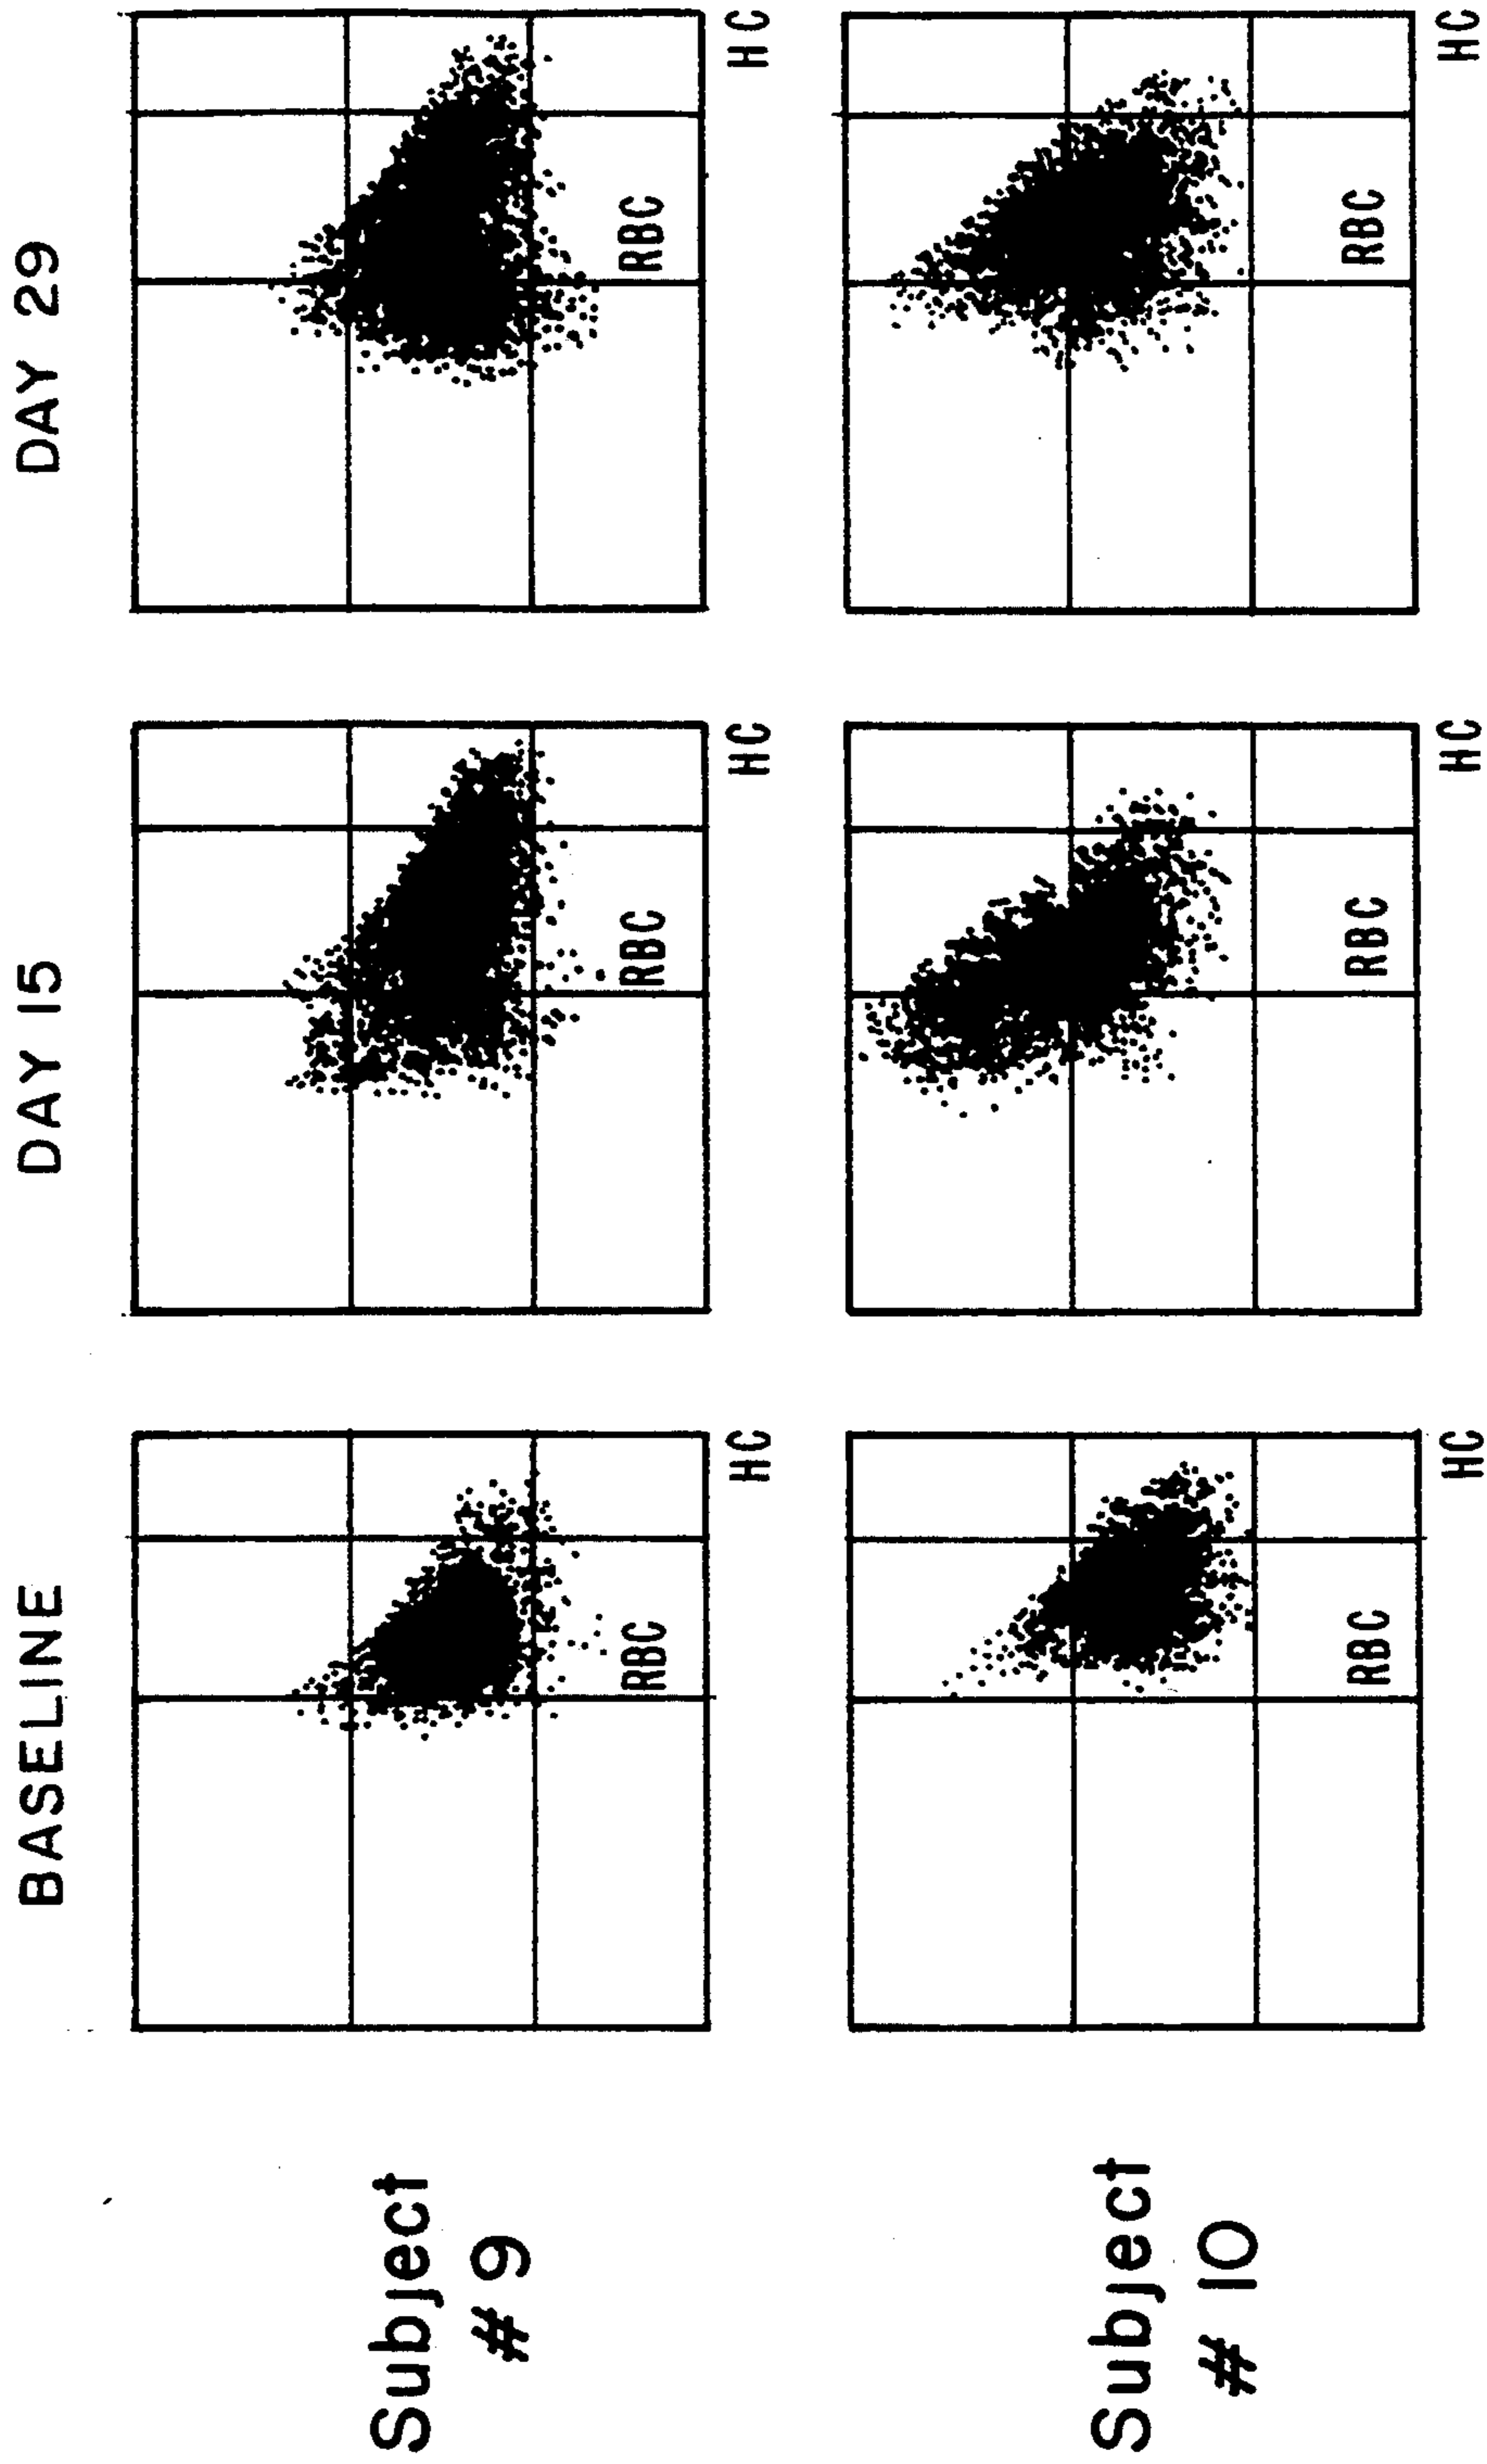 BASELINE
DAY 15
DAY 29
Subject
# 9
RBC
HC
RBC
HC
RBC
HC
Subject
# 10
RBC
HC
RBC
HC
RBC
HC